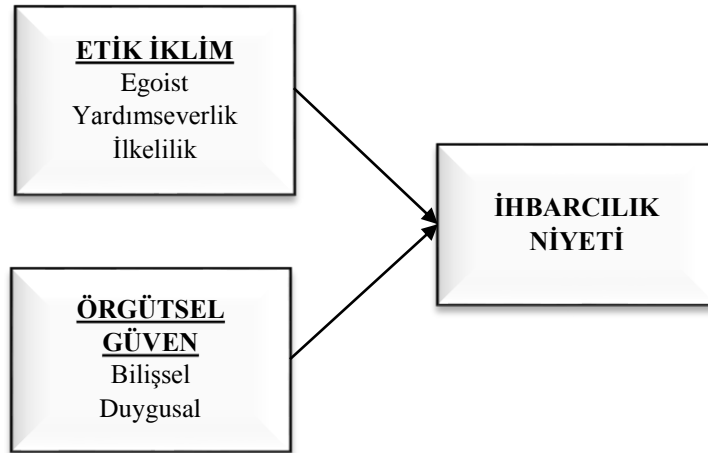 ETİK İKLİM
Egoist
Yardımseverlik
İlkelilik
İHBARCILIK
NİYETİ
ÖRGÜTSEL
GÜVEN
Bilişsel
Duygusal